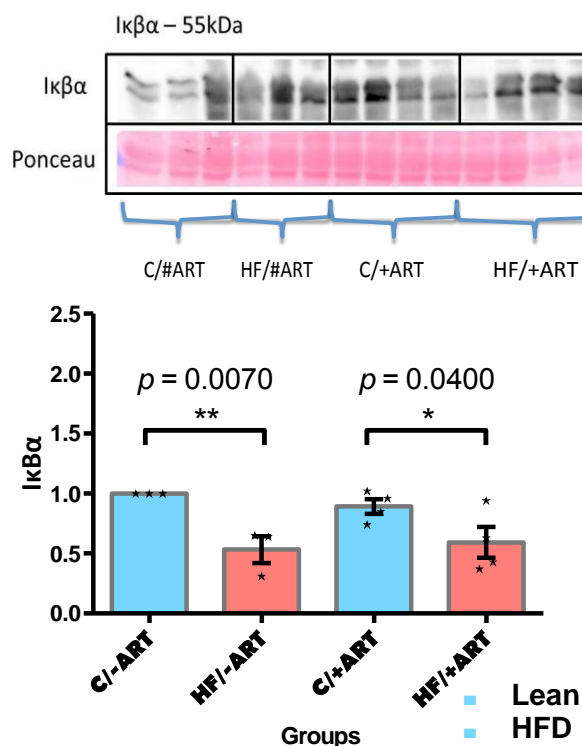 Iκβα – 55kDa
Iκβα
Ponceau
C/#ART HF/#ART C/+ART HF/+ART
2.5
2.0
1.5
1.0
0.5
0.0
IκBα
p = 0.0070 p = 0.0400
** *
C/-ART HF/-ART C/+ART HF/+ART
Groups
Lean
HFD